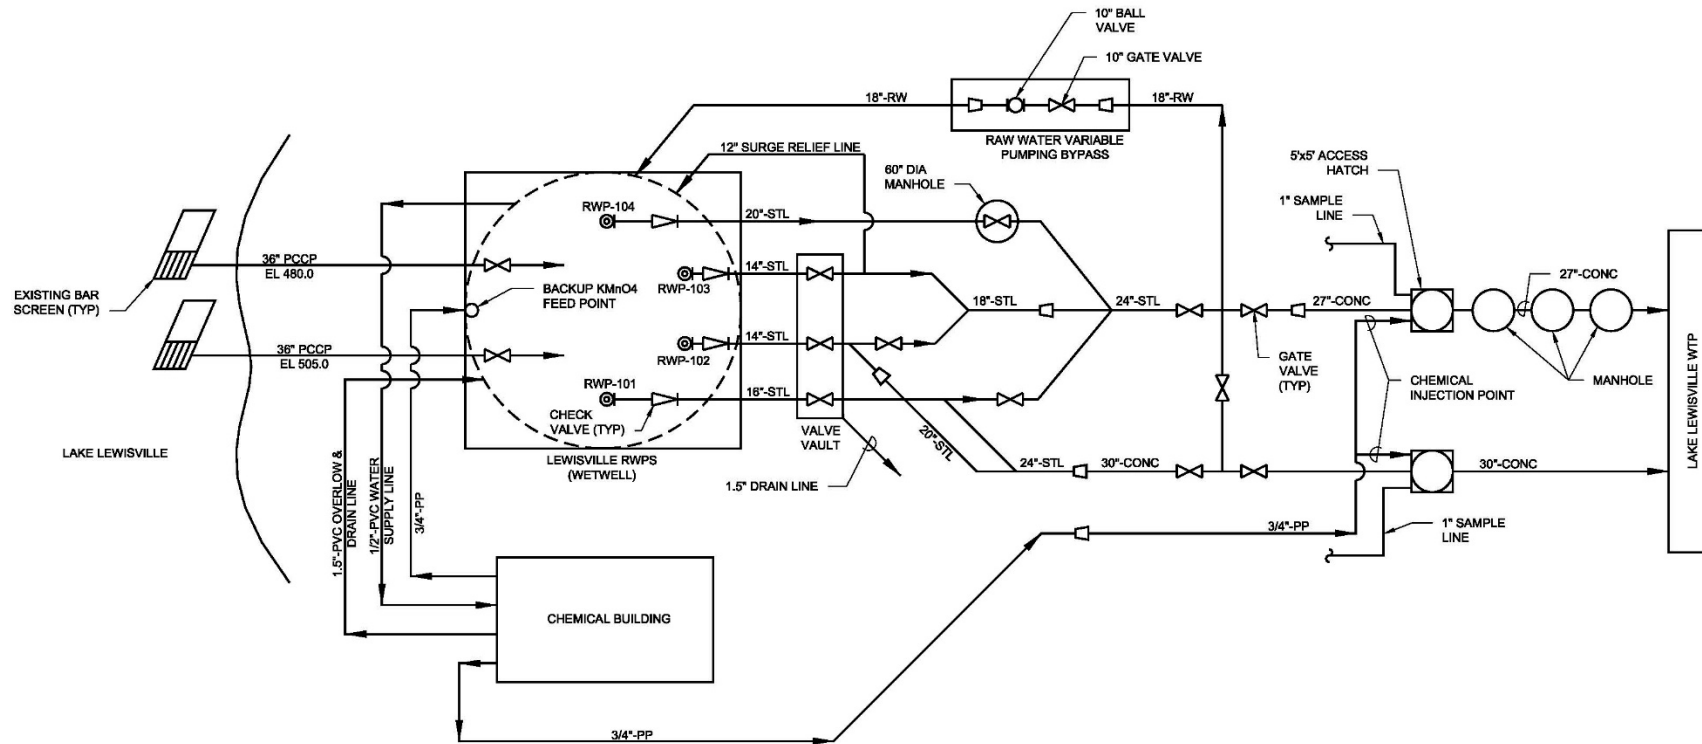 10" BALL
VALVE
10" GATE VALVE
18"-RW
18"-RW
RAW WATER VARIABLE
PUMPING BYPASS
12" SURGE RELIEF LINE
60" DIA
MANHOLE
5'x5' ACCESS
HATCH
1" SAMPLE
LINE
RWP-104
20"-STL
36" PCCP
EL 480.0
14"-STL
RWP-103
27"-CONC
EXISTING BAR
SCREEN (TYP)
BACKUP KMnO4
FEED POINT
18"-STL
24"-STL
27"-CONC
36" PCCP
EL 505.0
14"-STL
RWP-102
GATE
VALVE
(TYP)
CHEMICAL
INJECTION POINT
MANHOLE
LAKE LEWISVILLE WTP
RWP-101
16"-STL
CHECK
VALVE (TYP)
VALVE
VAULT
20"-STL
LAKE LEWISVILLE
LEWISVILLE RWPS
(WETWELL)
24"-STL
30"-CONC
30"-CONC
1.5" DRAIN LINE
1.5"-PVC OVERLOW &
DRAIN LINE
1/2"-PVC WATER
SUPPLY LINE
3/4"-PP
3/4"-PP
1" SAMPLE
LINE
CHEMICAL BUILDING
3/4"-PP